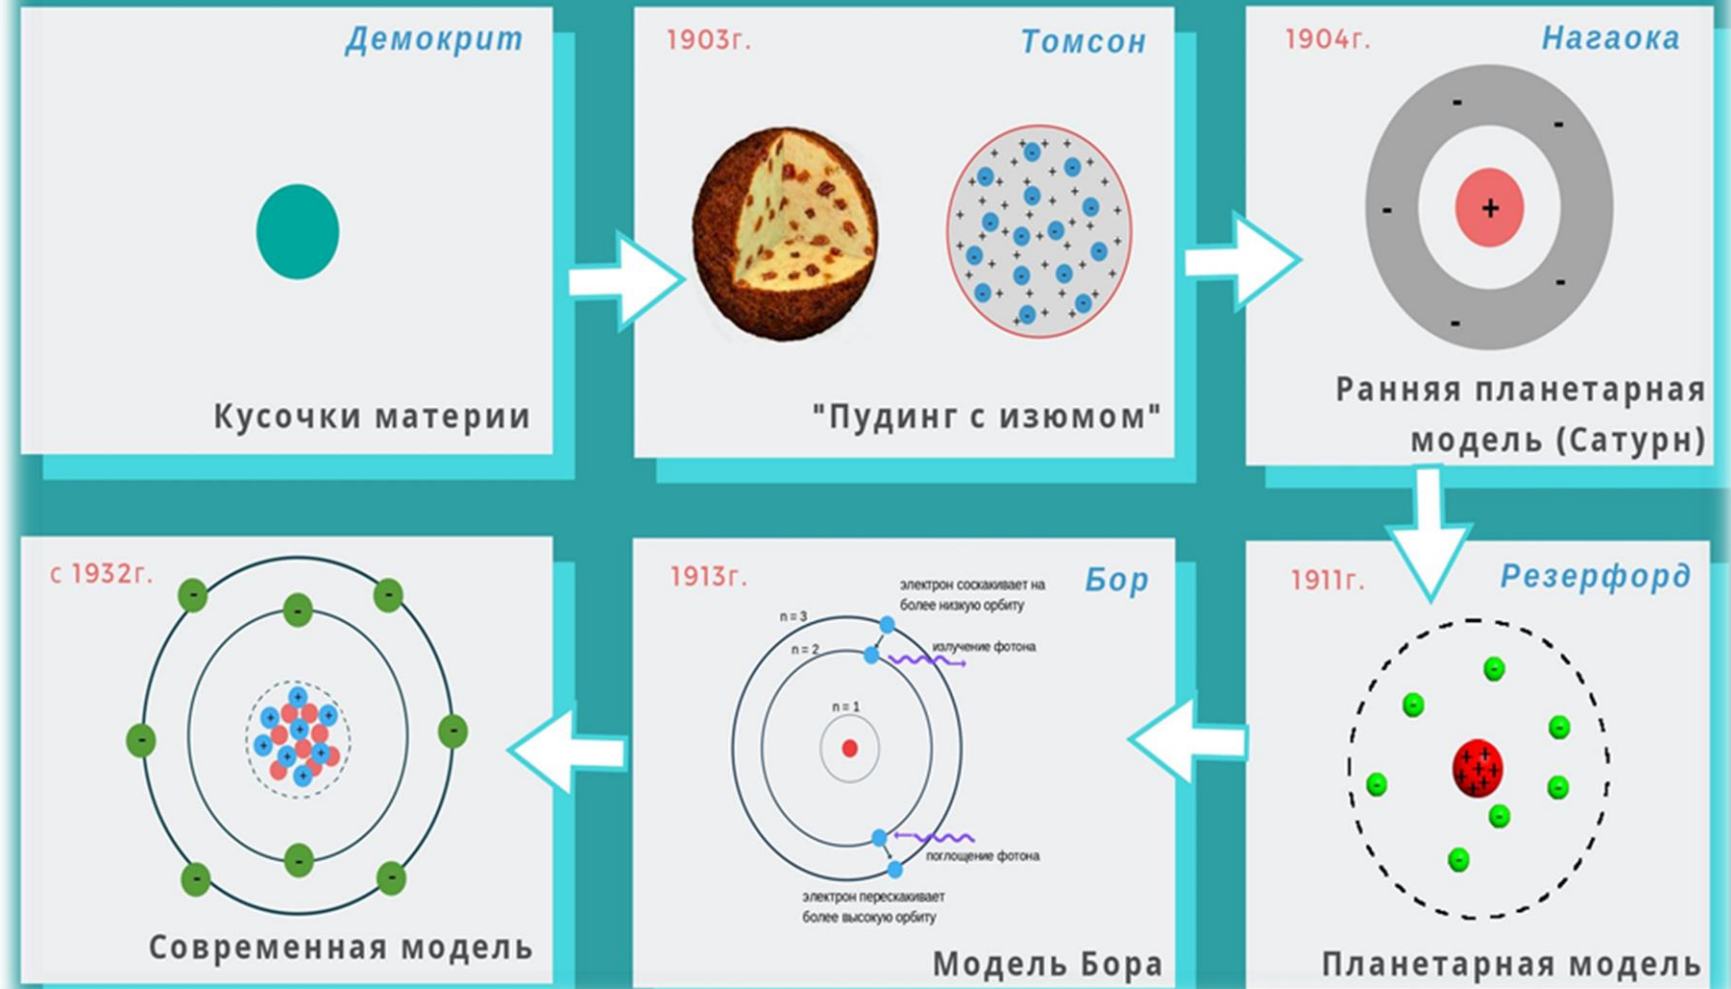 Демокрит
Кусочки материи
1903г.
Томсон
"Пудинг с изюмом"
1904г.
Нагаока
- - - - -
+
Ранняя планетарная
модель (Сатурн)
1911г.
Резерфорд
Планетарная модель
1913г.
Бор
электрон соскакивает на
более низкую орбиту
n = 3
излучение фотона
n = 2
n = 1
поглощение фотона
электрон перескакивает
более высокую орбиту
Модель Бора
с 1932г.
Современная модель